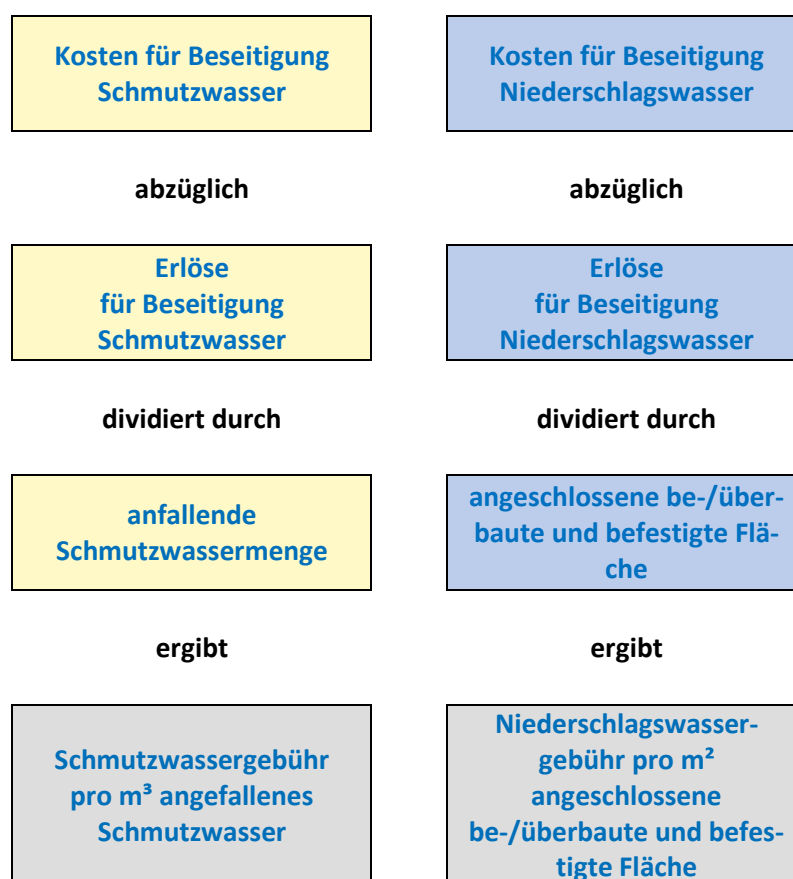 Kosten für Beseitigung
Schmutzwasser
abzüglich
Erlöse
für Beseitigung
Schmutzwasser
dividiert durch
anfallende
Schmutzwassermenge
ergibt
Schmutzwassergebühr
pro m³ angefallenes
Schmutzwasser
Kosten für Beseitigung
Niederschlagswasser
abzüglich
Erlöse
für Beseitigung
Niederschlagswasser
dividiert durch
angeschlossene be-/über-
baute und befestigte Flä-
che
ergibt
Niederschlagswasser-
gebühr pro m²
angeschlossene
be-/überbaute und befes-
tigte Fläche